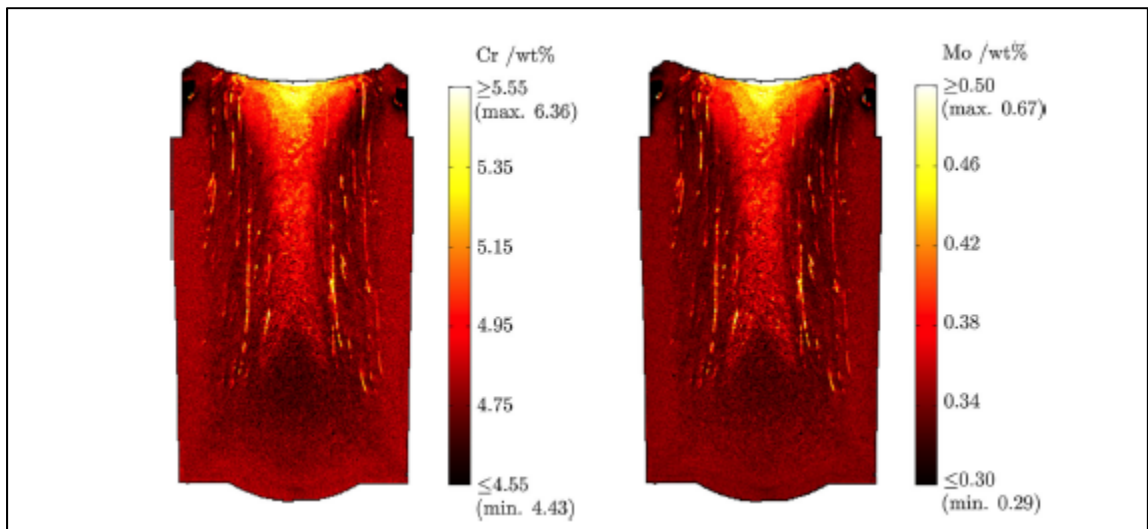 Cr /wt%
≥5.55
(max. 6.36)
5.35
5.15
4.95
4.75
≤4.55
(min. 4.43)
Mo /wt%
≥0.50
(max. 0.67)
0.46
0.42
0.38
0.34
≤0.30
(min. 0.29)